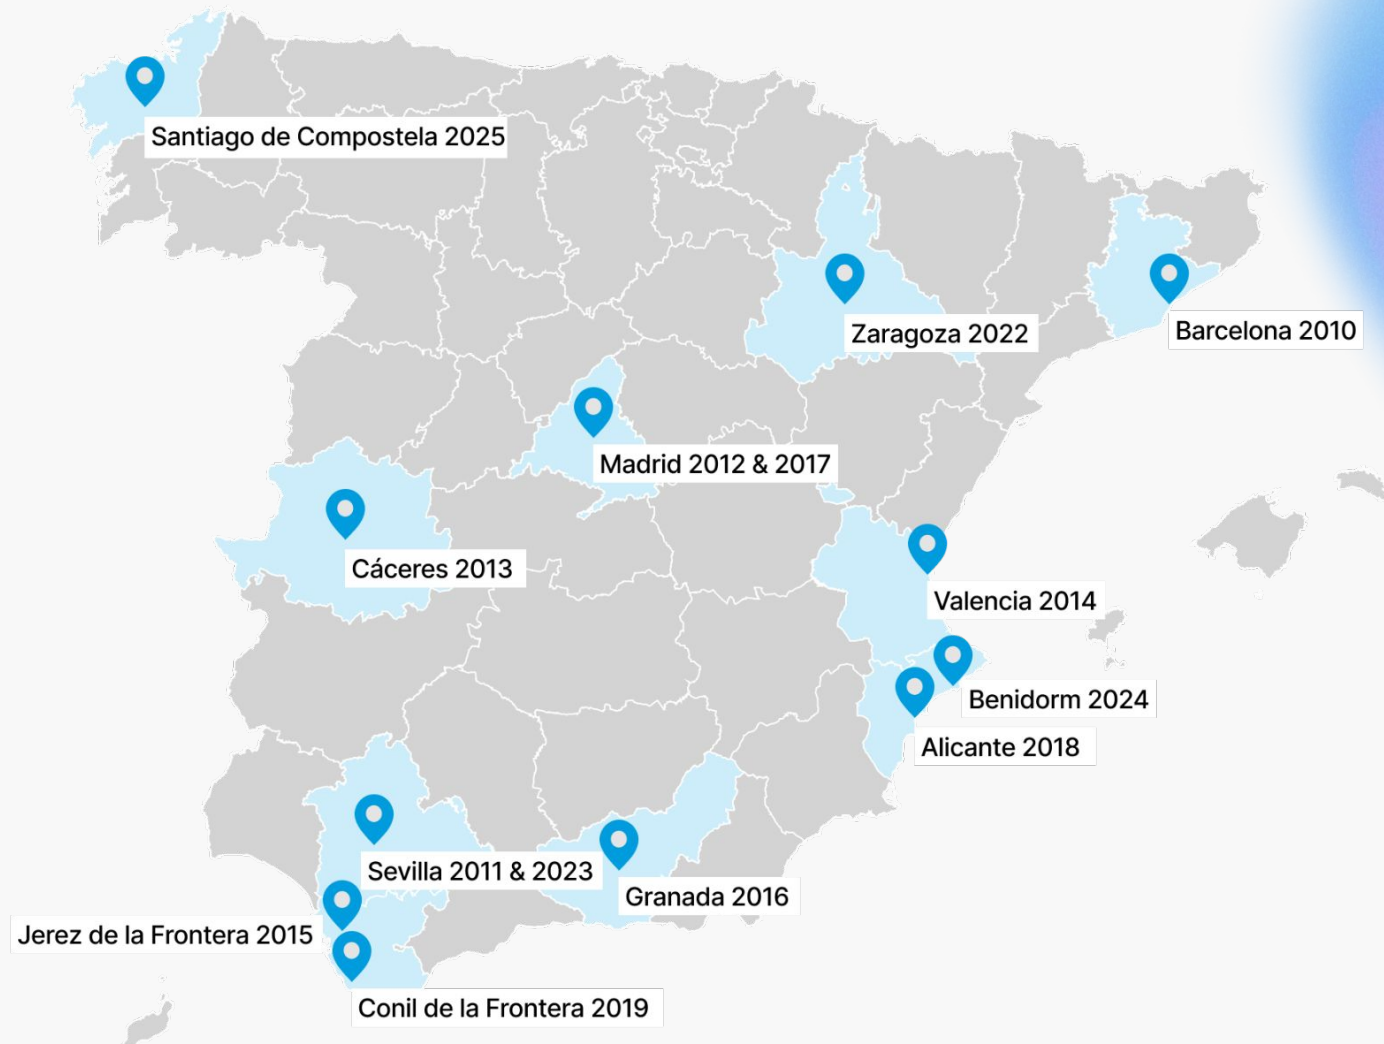 Santiago de Compostela 2025
Zaragoza 2022
Barcelona 2010
Madrid 2012 & 2017
Cáceres 2013
Valencia 2014
Benidorm 2024
Alicante 2018
Sevilla 2011 & 2023
Granada 2016
Jerez de la Frontera 2015
Conil de la Frontera 2019